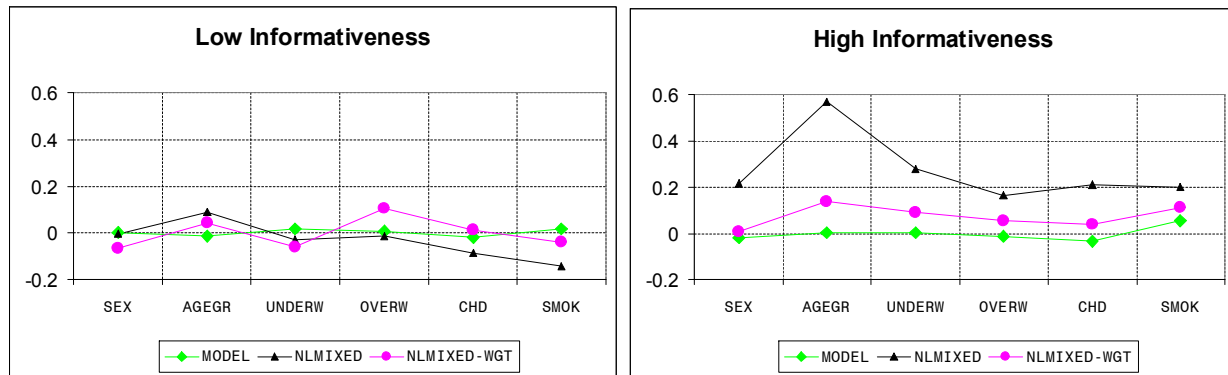 Low Informativeness
0.6
0.4
0.2
0
-0.2
SEX AGEGR UNDERW OVERW CHD SMOK
MODEL NLMIXED NLMIXED-WGT
High Informativeness
0.6
0.4
0.2
0
-0.2
SEX AGEGR UNDERW OVERW CHD SMOK
MODEL NLMIXED NLMIXED-WGT